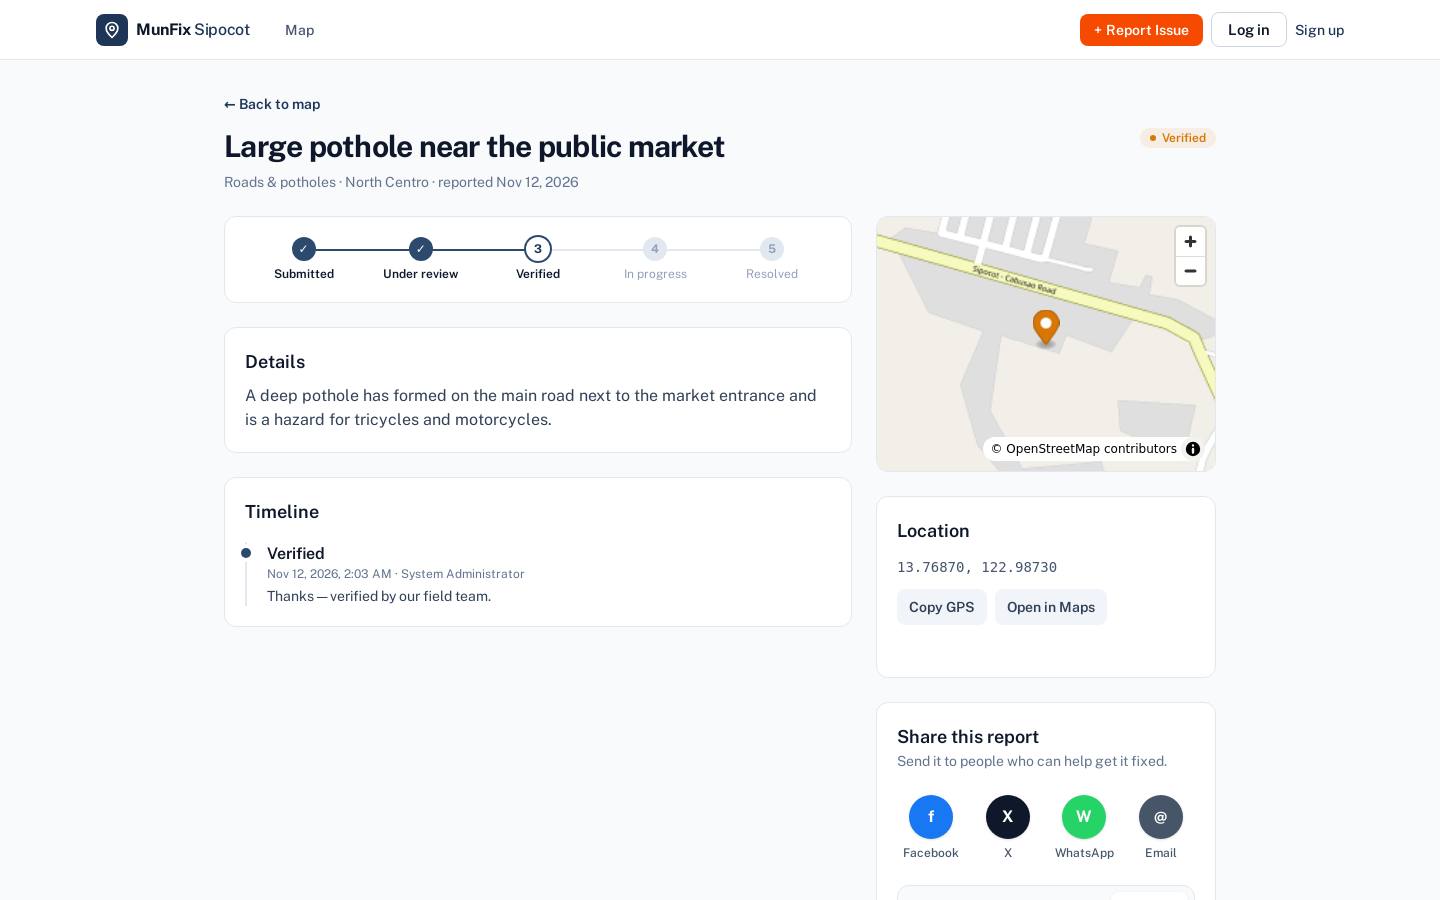 MunFix Sipocot
Map
+ Report Issue
Log in
Sign up
← Back to map
Large pothole near the public market
Verified
Roads & potholes · North Centro · reported Nov 12, 2026
✓
✓
3
4
5
Submitted
Under review
Verified
In progress
Resolved
Details
A deep pothole has formed on the main road next to the market entrance and
is a hazard for tricycles and motorcycles.
Timeline
Verified
Nov 12, 2026, 2:03 AM · System Administrator
Thanks — verified by our field team.
Sipocot - Cabusao Road
© OpenStreetMap contributors
Location
13.76870, 122.98730
Copy GPS
Open in Maps
Share this report
Send it to people who can help get it fixed.
f
X
W
@
Facebook
X
WhatsApp
Email